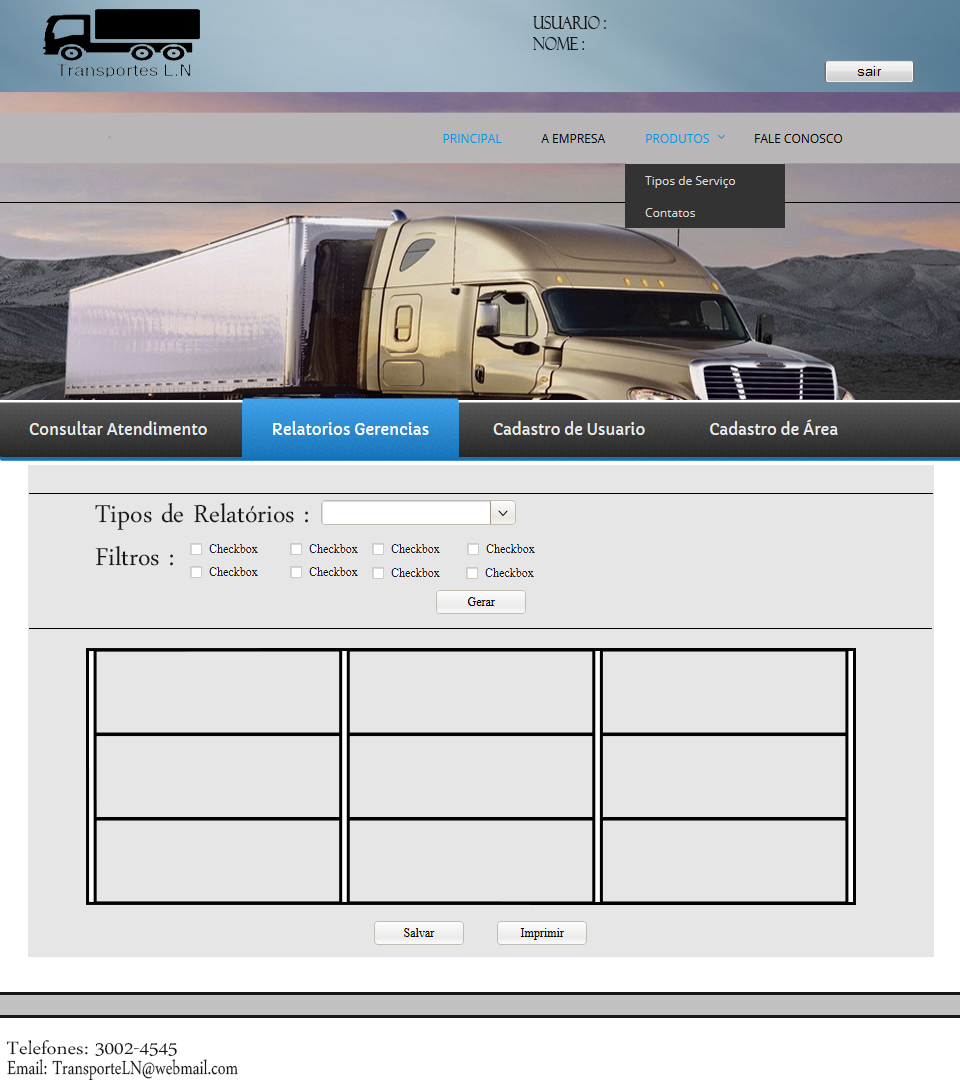 Transportes L.N
USUARIO :
NOME :
sair
PRINCIPAL A EMPRESA PRODUTOS FALE CONOSCO
Tipos de Serviço
Contatos
Consultar Atendimento Relatorios Gerencias Cadastro de Usuario Cadastro de Área
Tipos de Relatórios :
Filtros :
Checkbox Checkbox Checkbox Checkbox
Checkbox Checkbox Checkbox Checkbox
Gerar
Salvar Imprimir
Telefones: 3002-4545
Email: TransporteLN@webmail.com